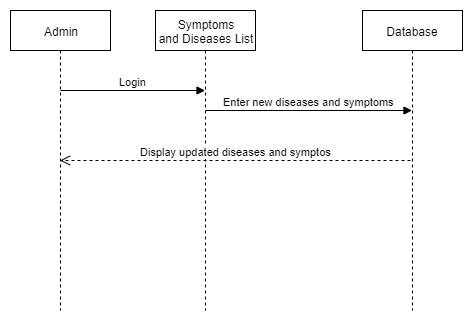 Admin
Symptoms
and Diseases List
Database
Login
Enter new diseases and symptoms
Display updated diseases and symptos